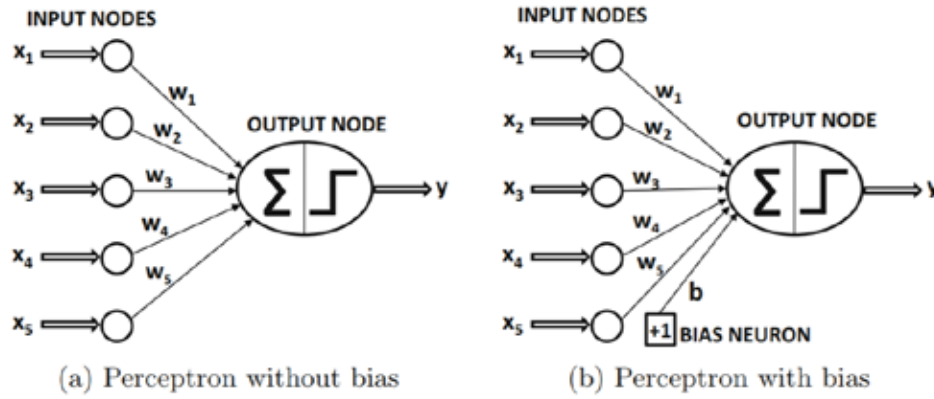 INPUT NODES
x₁
w₁
x₂
w₂
OUTPUT NODE
x₃
w₃
∑
y
x₄
w₄
w₅
x₅
(a) Perceptron without bias
INPUT NODES
x₁
w₁
x₂
w₂
OUTPUT NODE
x₃
w₃
∑
y
x₄
w₄
w₅
b
x₅
+1 BIAS NEURON
(b) Perceptron with bias